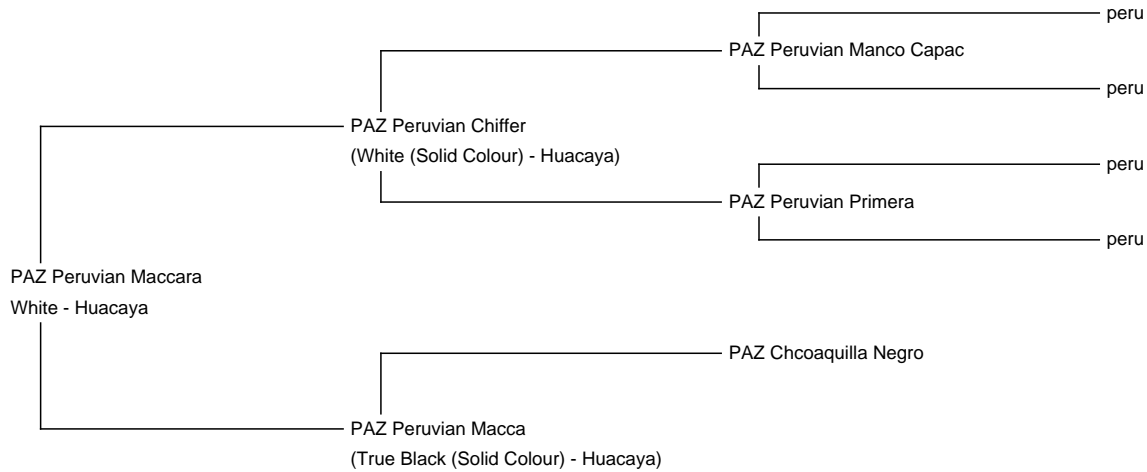 peru
PAZ Peruvian Manco Capac
peru
PAZ Peruvian Chiffer
(White (Solid Colour) - Huacaya)
peru
PAZ Peruvian Primera
peru
PAZ Peruvian Maccara
White - Huacaya
PAZ Chcoaquilla Negro
PAZ Peruvian Macca
(True Black (Solid Colour) - Huacaya)